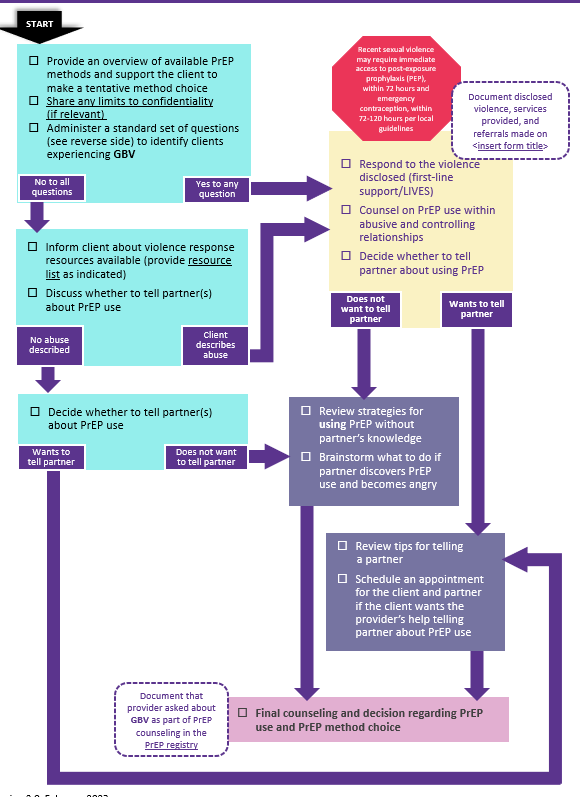 START
Provide an overview of available PrEP
methods and support the client to
make a tentative method choice
Share any limits to confidentiality
(if relevant)
Administer a standard set of questions
(see reverse side) to identify clients
experiencing GBV
No to all
questions
Yes to any
question
Recent sexual violence
may require immediate
access to post-exposure
prophylaxis (PEP),
within 72 hours and
emergency
contraception, within
72-120 hours per local
guidelines
Document disclosed
violence, services
provided, and
referrals made on
<insert form title>
Respond to the violence
disclosed (first-line
support/LIVES)
Counsel on PrEP use within
abusive and controlling
relationships
Decide whether to tell
partner about using PrEP
Does not
want to tell
partner
Wants to tell
partner
Inform client about violence response
resources available (provide resource
list as indicated)
Discuss whether to tell partner(s)
about PrEP use
No abuse
described
Client
describes
abuse
Decide whether to tell partner(s)
about PrEP use
Wants to
tell partner
Does not want
to tell partner
Review strategies for
using PrEP without
partner's knowledge
Brainstorm what to do if
partner discovers PrEP
use and becomes angry
Review tips for telling
a partner
Schedule an appointment
for the client and partner
if the client wants the
provider's help telling
partner about PrEP use
Document that
provider asked about
GBV as part of PrEP
counseling in the
PrEP registry
Final counseling and decision regarding PrEP
use and PrEP method choice